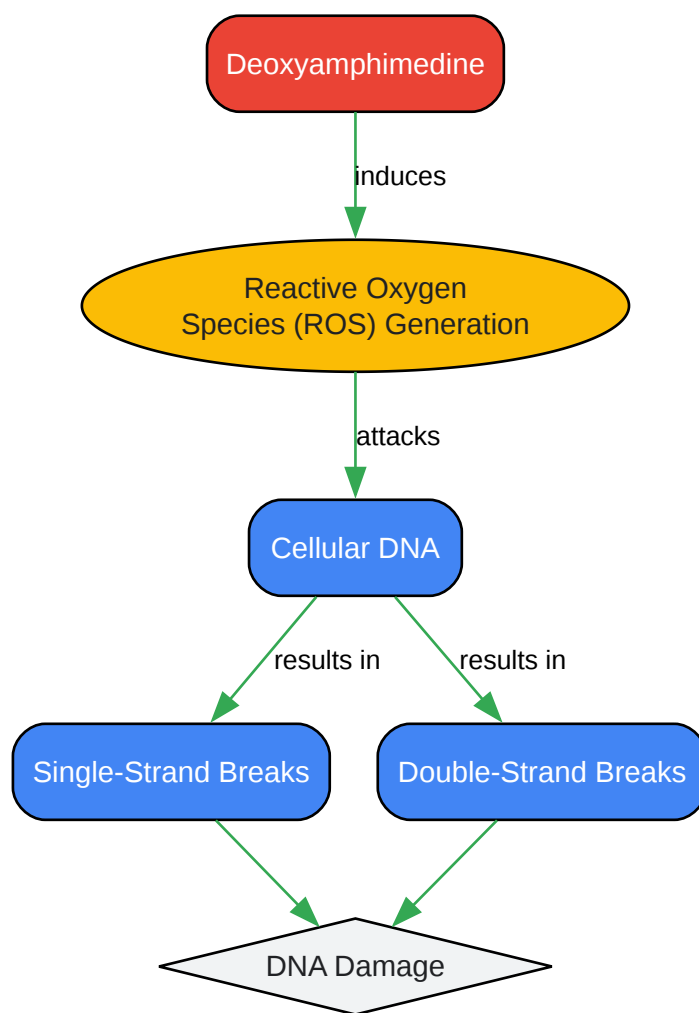 Deoxyamphimedine
induces
Reactive Oxygen
Species (ROS) Generation
attacks
Cellular DNA
results in
results in
Single-Strand Breaks
Double-Strand Breaks
DNA Damage